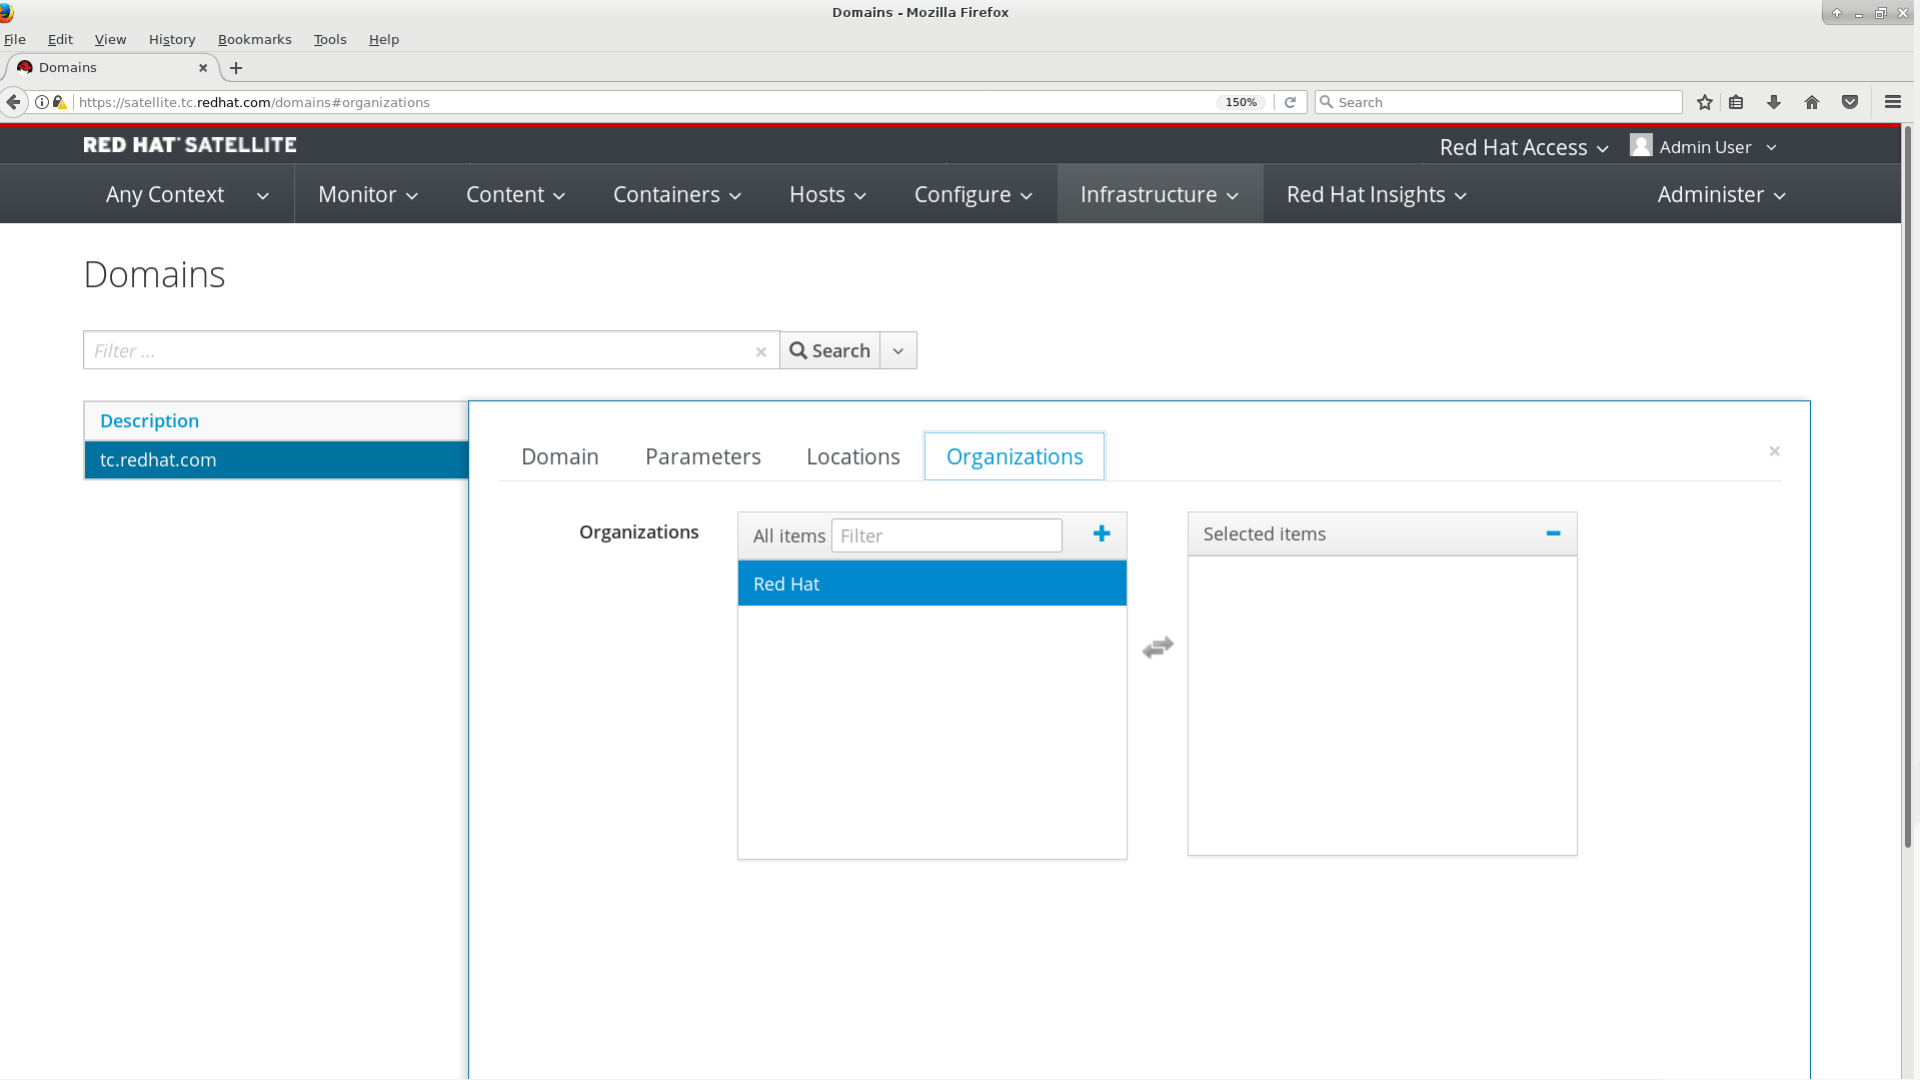 Domains - Mozilla Firefox
File Edit View History Bookmarks Tools Help
Domains
https://satellite.tc.redhat.com/domains#organizations 150% Search
RED HAT SATELLITE Red Hat Access Admin User
Any Context Monitor Content Containers Hosts Configure Infrastructure Red Hat Insights Administer
Domains
Filter ... Search
Description
tc.redhat.com
Domain Parameters Locations Organizations
Organizations All items Filter Selected items
Red Hat